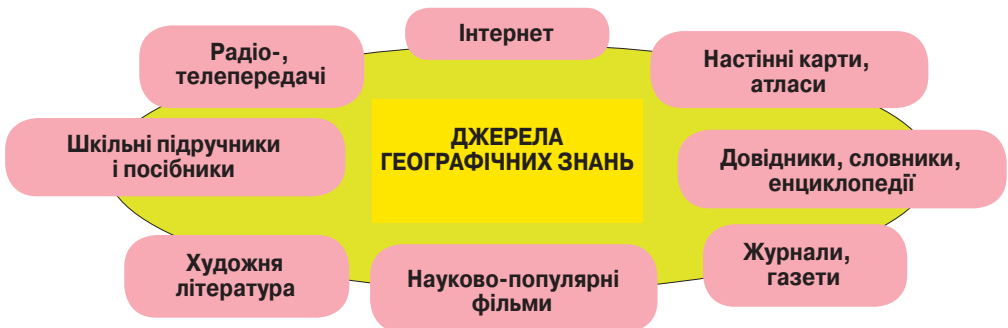 Інтернет
Радіо-,
телепередачі
Настінні карти,
атласи
Шкільні підручники
і посібники
ДЖЕРЕЛА
ГЕОГРАФІЧНИХ ЗНАНЬ
Довідники, словники,
енциклопедії
Художня
література
Науково-популярні
фільми
Журнали,
газети